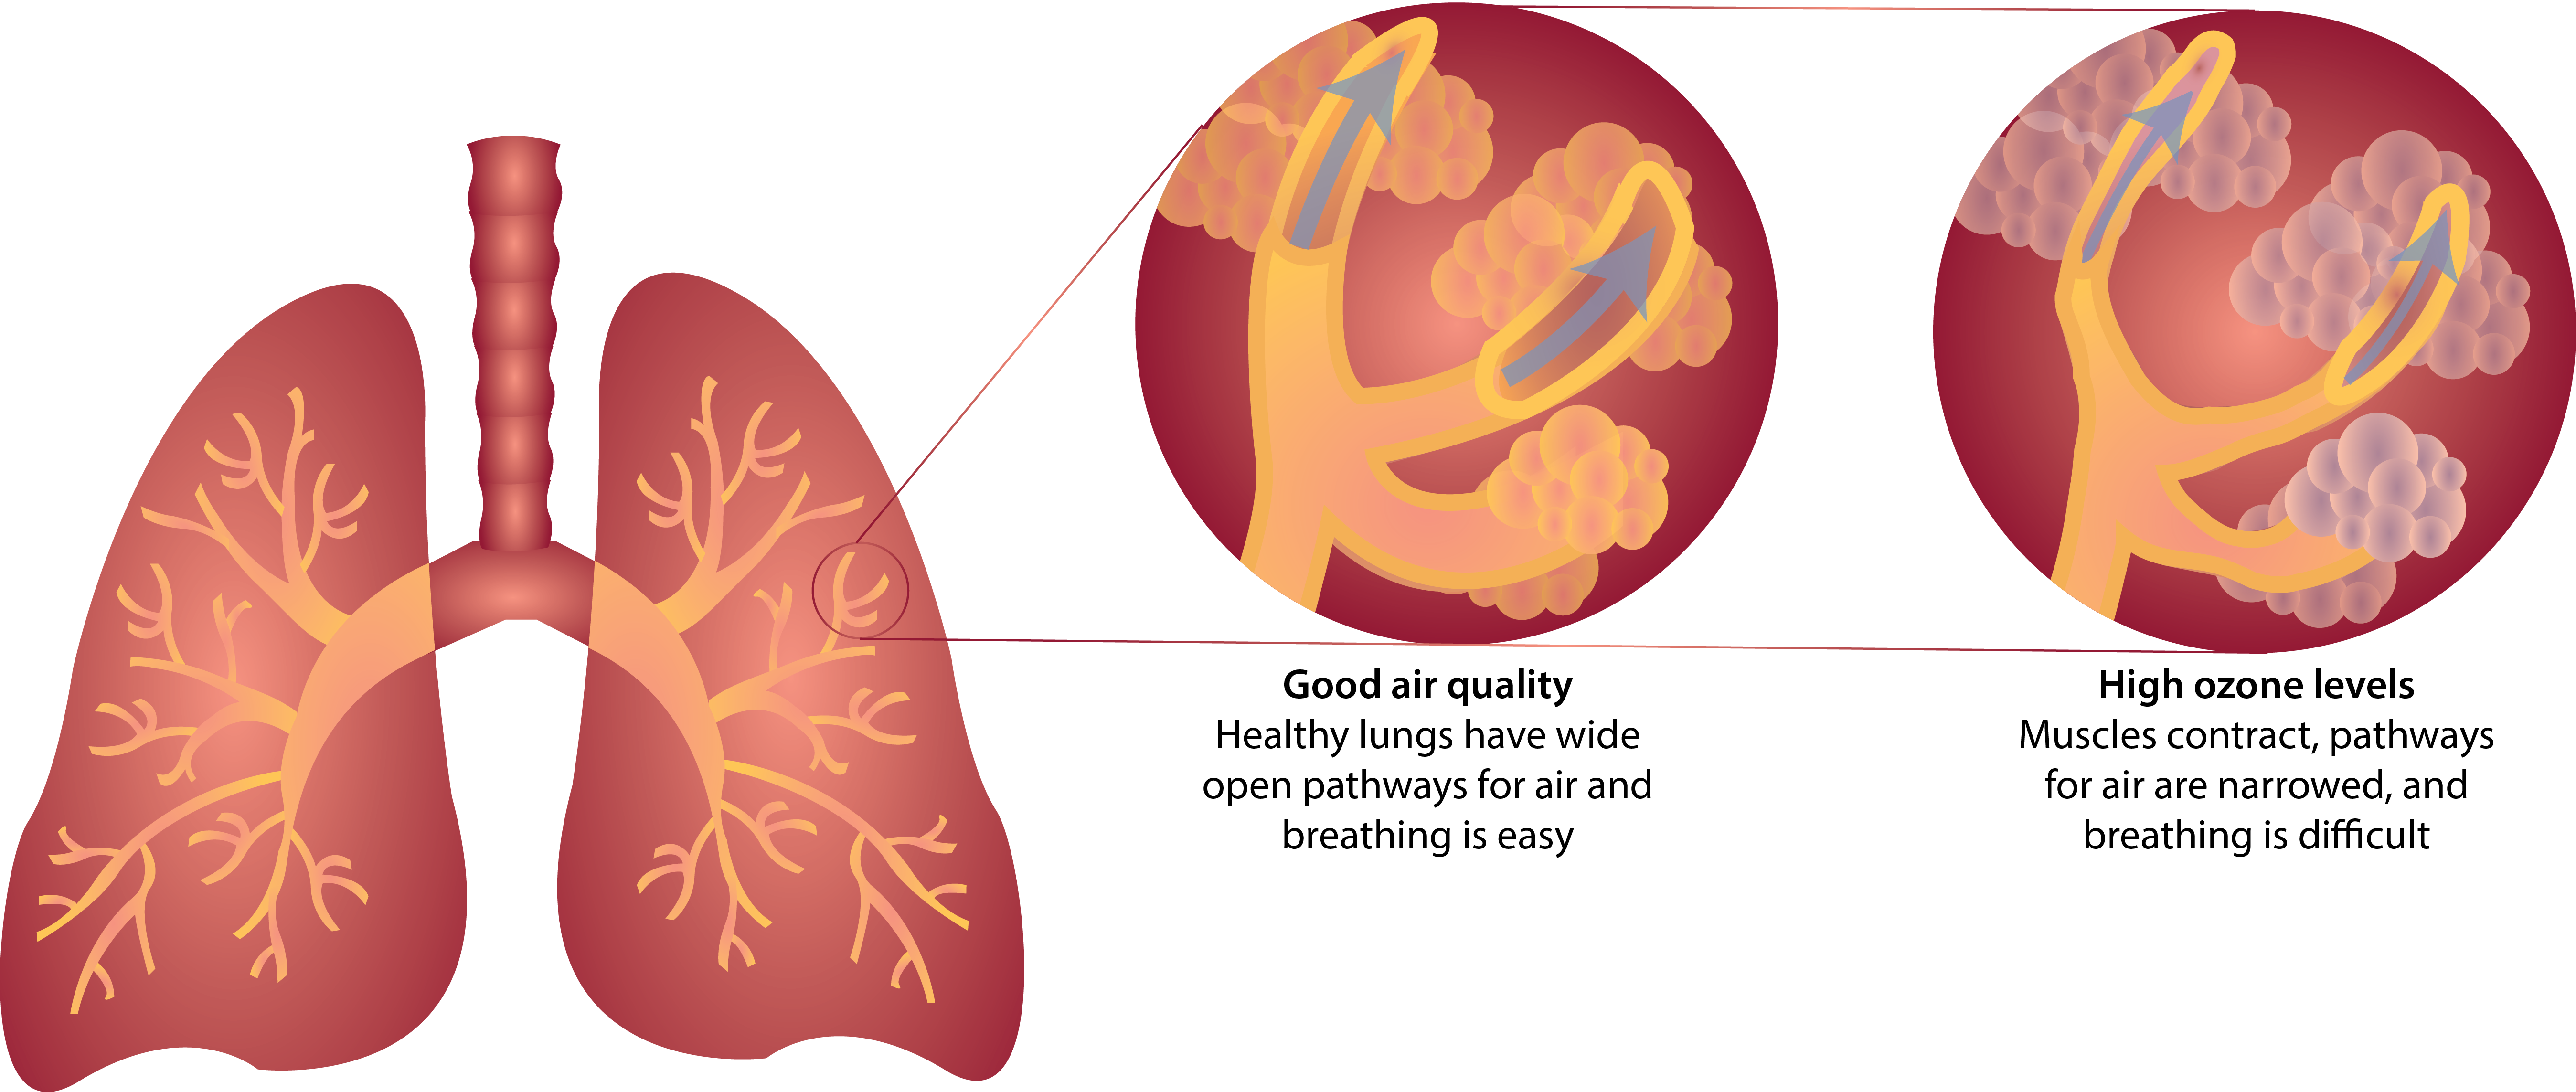 Good air quality
Healthy lungs have wide
open pathways for air and
breathing is easy
High ozone levels
Muscles contract, pathways
for air are narrowed, and
breathing is difficult